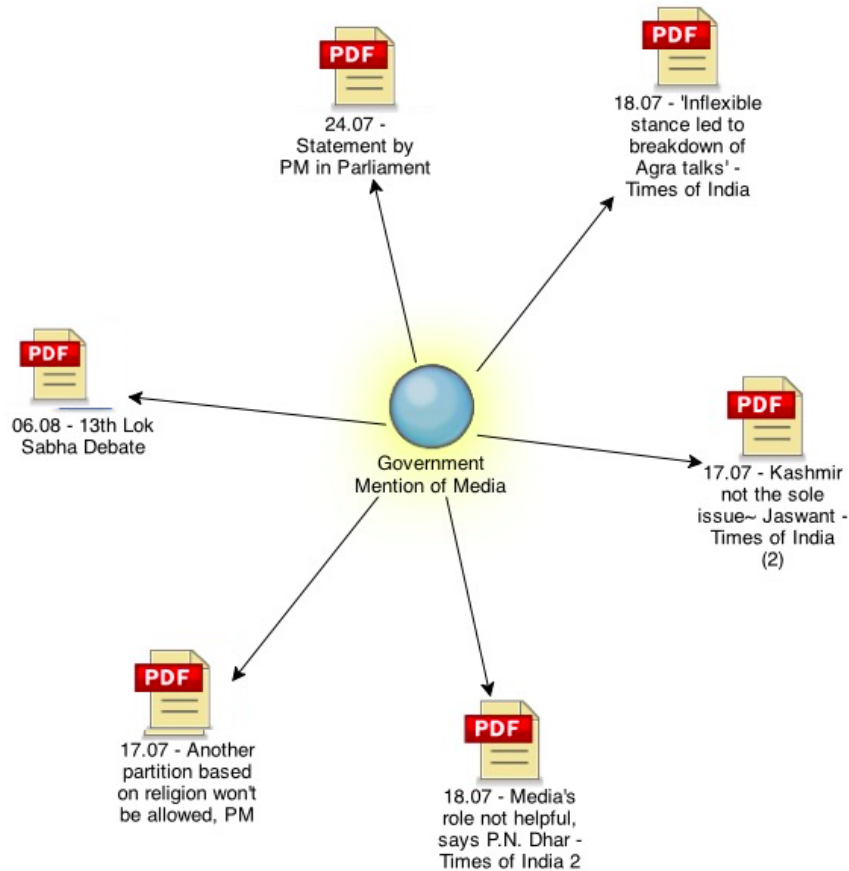 PDF
24.07 -
Statement by
PM in Parliament
PDF
18.07 - 'Inflexible
stance led to
breakdown of
Agra talks' -
Times of India
PDF
06.08 - 13th Lok
Sabha Debate
Government
Mention of Media
PDF
17.07 - Kashmir
not the sole
issue~ Jaswant -
Times of India
(2)
PDF
17.07 - Another
partition based
on religion won't
be allowed, PM
PDF
18.07 - Media's
role not helpful,
says P.N. Dhar -
Times of India 2